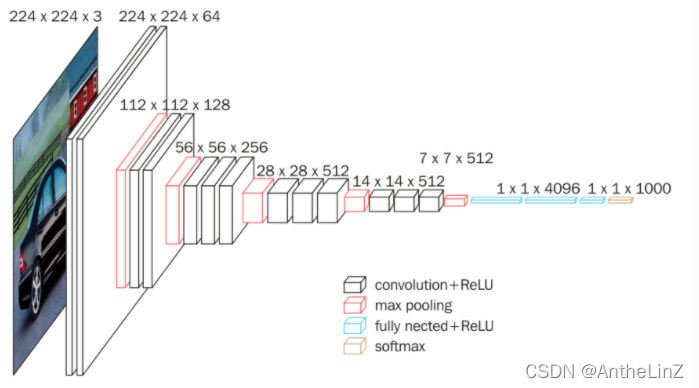 224 x 224 x 3
224 x 224 x 64
112 x 112 x 128
56 x 56 x 256
28 x 28 x 512
14 x 14 x 512
7 x 7 x 512
1 x 1 x 4096
1 x 1 x 1000
convolution+ReLU
max pooling
fully nected+ReLU
softmax
CSDN @AntheLinZ